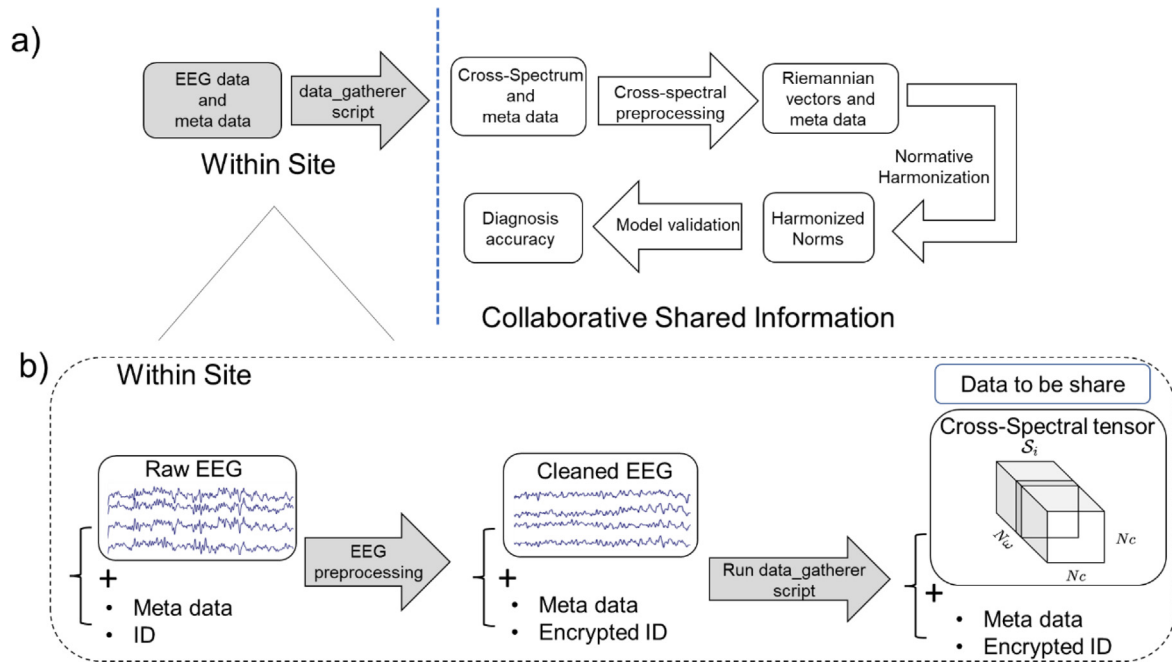 a)
EEG data
and
meta data
data_gatherer
script
Cross-Spectrum
and
meta data
Cross-spectral
preprocessing
Riemannian
vectors and
meta data
Within Site
Normative
Harmonization
Diagnosis
accuracy
Model validation
Harmonized
Norms
Collaborative Shared Information
b)
Within Site
Data to be share
Raw EEG
+
• Meta data
• ID
EEG
preprocessing
Cleaned EEG
+
• Meta data
• Encrypted ID
Run data_gatherer
script
Cross-Spectral tensor
𝒮i
Nω
Nc
Nc
+
• Meta data
• Encrypted ID